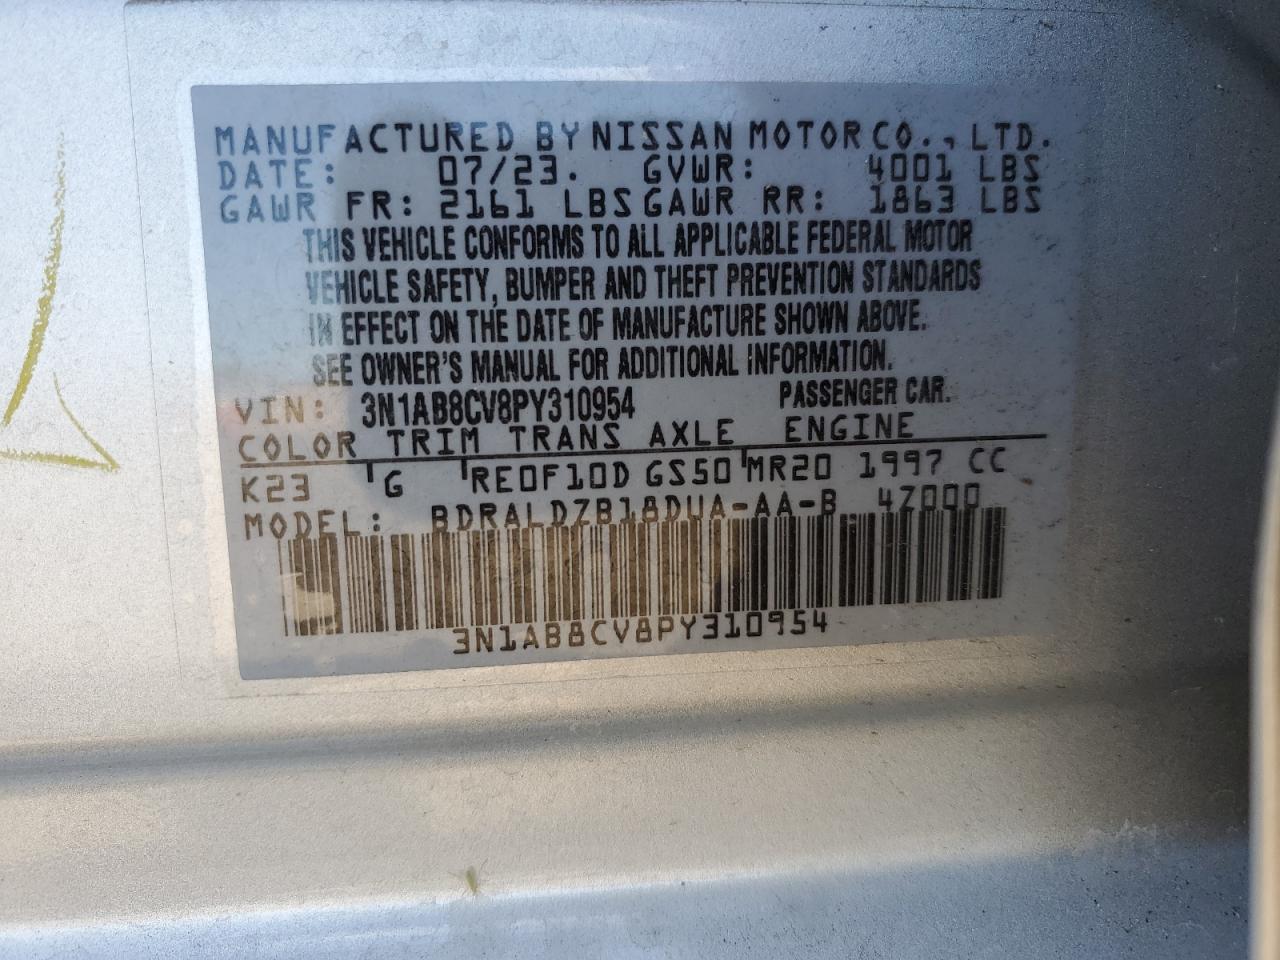 MANUFACTURED BY NISSAN MOTOR CO., LTD.
DATE: 07/23. GVWR: 4001 LBS
GAWR FR: 2161 LBS GAWR RR: 1863 LBS
THIS VEHICLE CONFORMS TO ALL APPLICABLE FEDERAL MOTOR
VEHICLE SAFETY, BUMPER AND THEFT PREVENTION STANDARDS
IN EFFECT ON THE DATE OF MANUFACTURE SHOWN ABOVE.
SEE OWNER'S MANUAL FOR ADDITIONAL INFORMATION.
VIN: 3N1AB8CV8PY310954 PASSENGER CAR.
COLOR TRIM TRANS AXLE ENGINE
K23 G RE0F10D GS50 MR20 1997 CC
MODEL: BDRALDZB18DUA-AA-B 4Z000
3N1AB8CV8PY310954